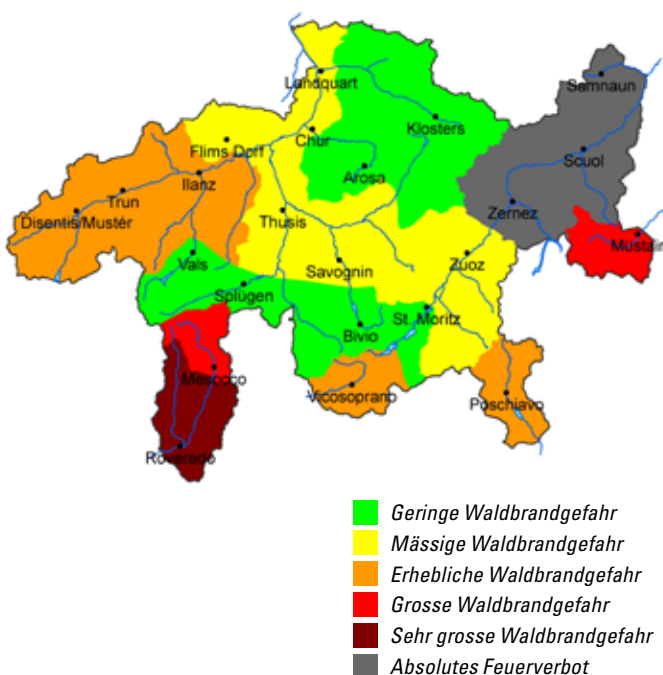 Samnaun
Landquart
Klosters
Chur
Flims Dorf
Scuol
Arosa
Ilanz
Trun
Zernez
Disentis/Mustér
Thusis
Müstair
Vals
Savognin
Zuoz
Splügen
St. Moritz
Bivio
Mesocco
Vicosoprano
Poschiavo
Roveredo
Geringe Waldbrandgefahr
Mässige Waldbrandgefahr
Erhebliche Waldbrandgefahr
Grosse Waldbrandgefahr
Sehr grosse Waldbrandgefahr
Absolutes Feuerverbot